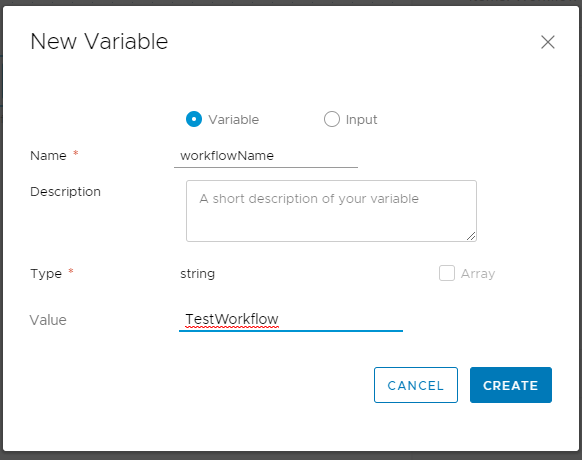 New Variable
Variable Input
Name * workflowName
Description A short description of your variable
Type * string Array
Value TestWorkflow
CANCEL CREATE